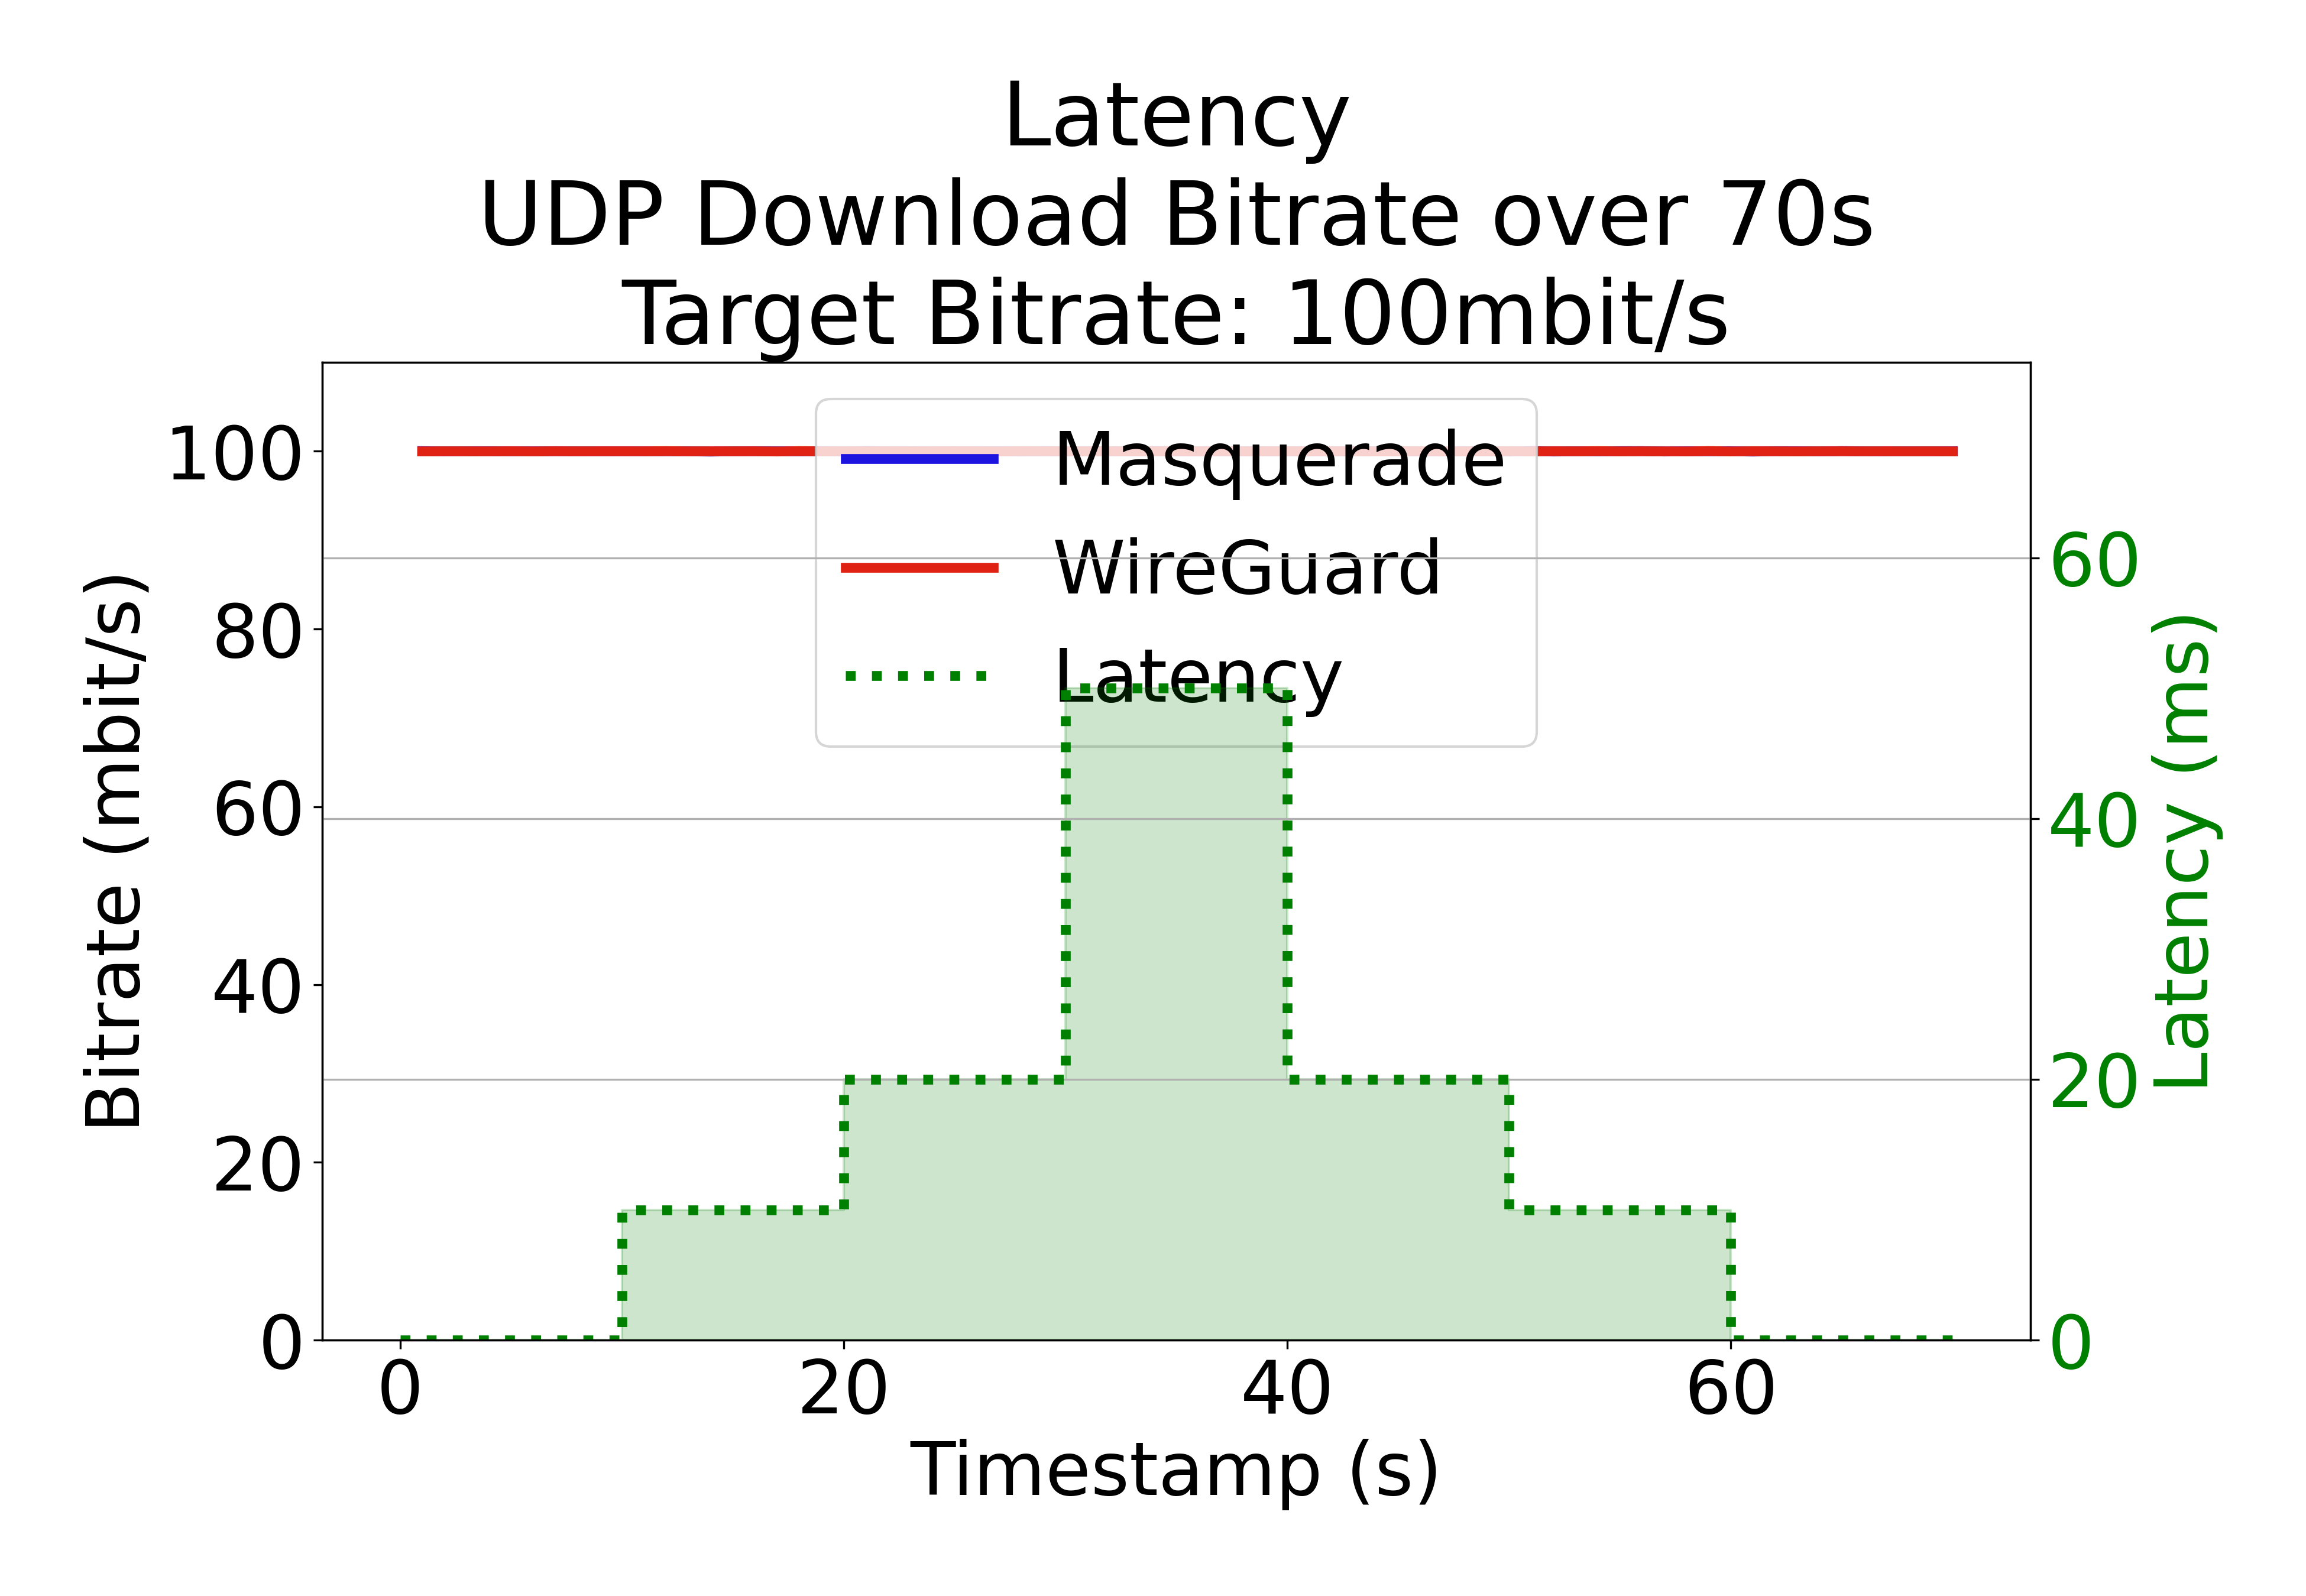 Latency
UDP Download Bitrate over 70s
Target Bitrate: 100mbit/s
Bitrate (mbit/s)
100
80
60
40
20
0
Masquerade
WireGuard
Latency
60
40
20
0
Latency (ms)
0 20 40 60
Timestamp (s)